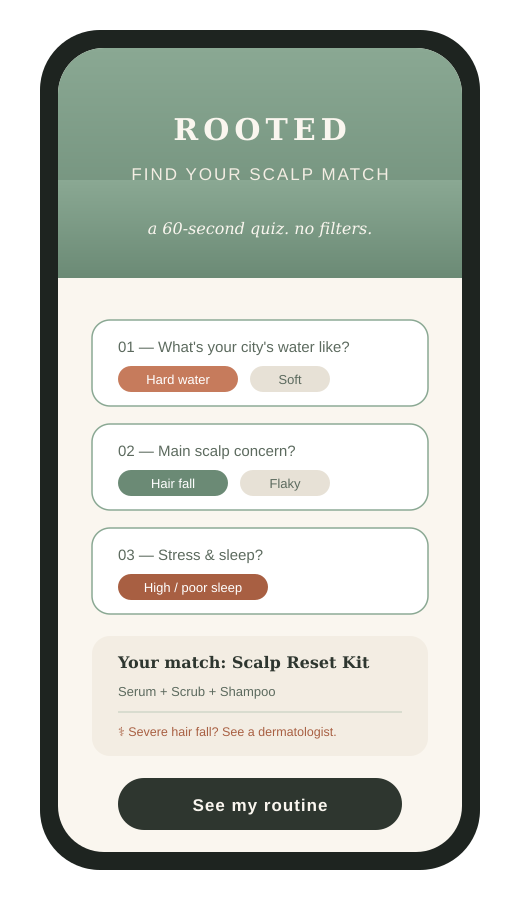 ROOTED
FIND YOUR SCALP MATCH
a 60-second quiz. no filters.
01 — What's your city's water like?
Hard water Soft
02 — Main scalp concern?
Hair fall Flaky
03 — Stress & sleep?
High / poor sleep
Your match: Scalp Reset Kit
Serum + Scrub + Shampoo
⚕ Severe hair fall? See a dermatologist.
See my routine